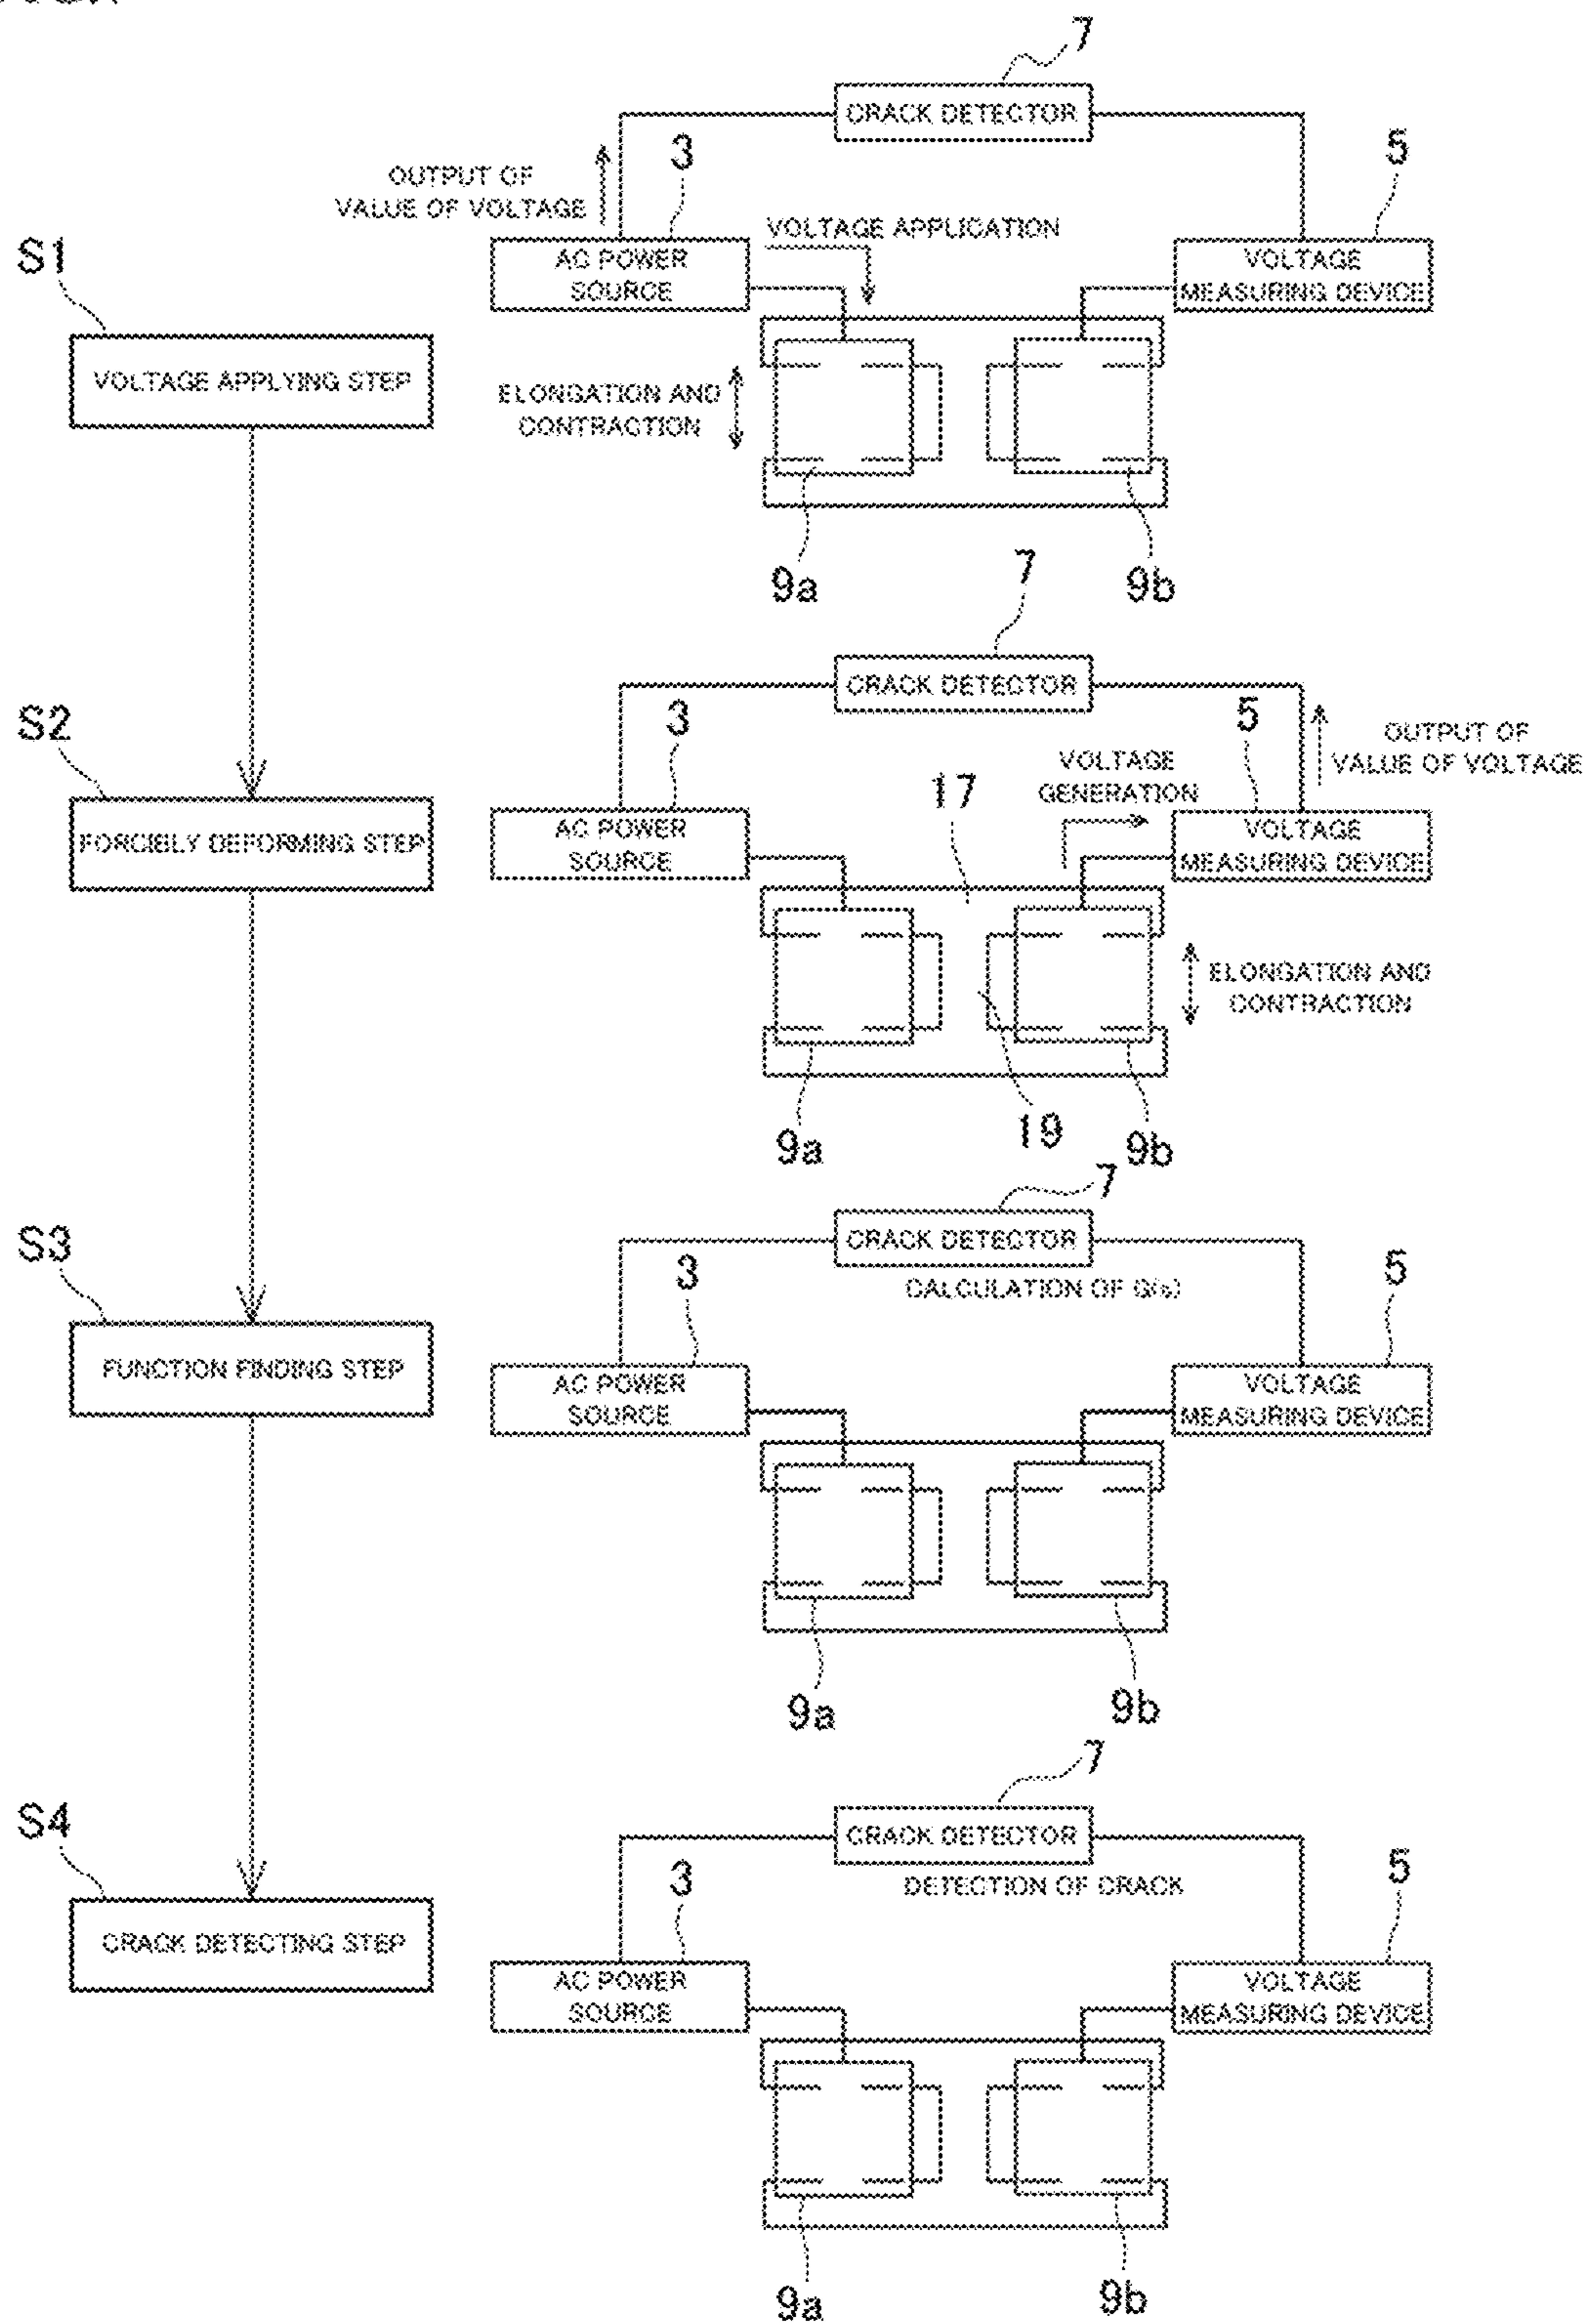 7
CRACK DETECTOR
3
5
OUTPUT OF
VALUE OF VOLTAGE
VOLTAGE APPLICATION
S1
AC POWER
SOURCE
VOLTAGE
MEASURING DEVICE
VOLTAGE APPLYING STEP
ELONGATION AND
CONTRACTION
9a
9b
7
CRACK DETECTOR
S2
3
5
OUTPUT OF
VALUE OF VOLTAGE
VOLTAGE
GENERATION
17
FORCIBLY DEFORMING STEP
AC POWER
SOURCE
VOLTAGE
MEASURING DEVICE
ELONGATION AND
CONTRACTION
9a
19
9b
7
S3
CRACK DETECTOR
3
CALCULATION OF G(s)
5
FUNCTION FINDING STEP
AC POWER
SOURCE
VOLTAGE
MEASURING DEVICE
9a
9b
7
S4
CRACK DETECTOR
3
DETECTION OF CRACK
5
CRACK DETECTING STEP
AC POWER
SOURCE
VOLTAGE
MEASURING DEVICE
9a
9b